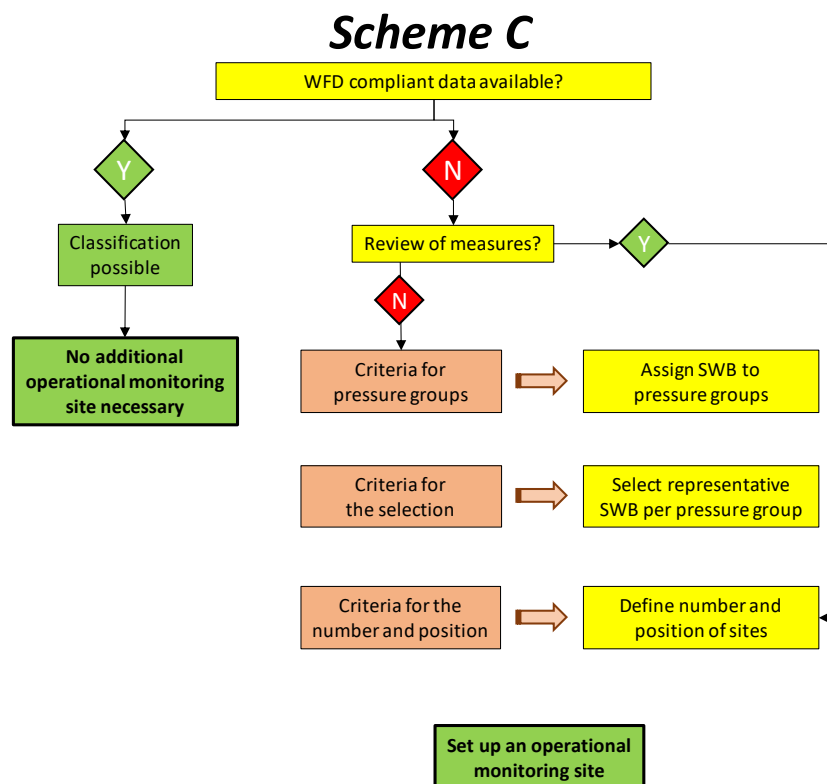 Scheme C
WFD compliant data available?
Y
N
Classification
possible
Review of measures?
Y
N
No additional
operational monitoring
site necessary
Criteria for
pressure groups
Assign SWB to
pressure groups
Criteria for
the selection
Select representative
SWB per pressure group
Criteria for the
number and position
Define number and
position of sites
Set up an operational
monitoring site